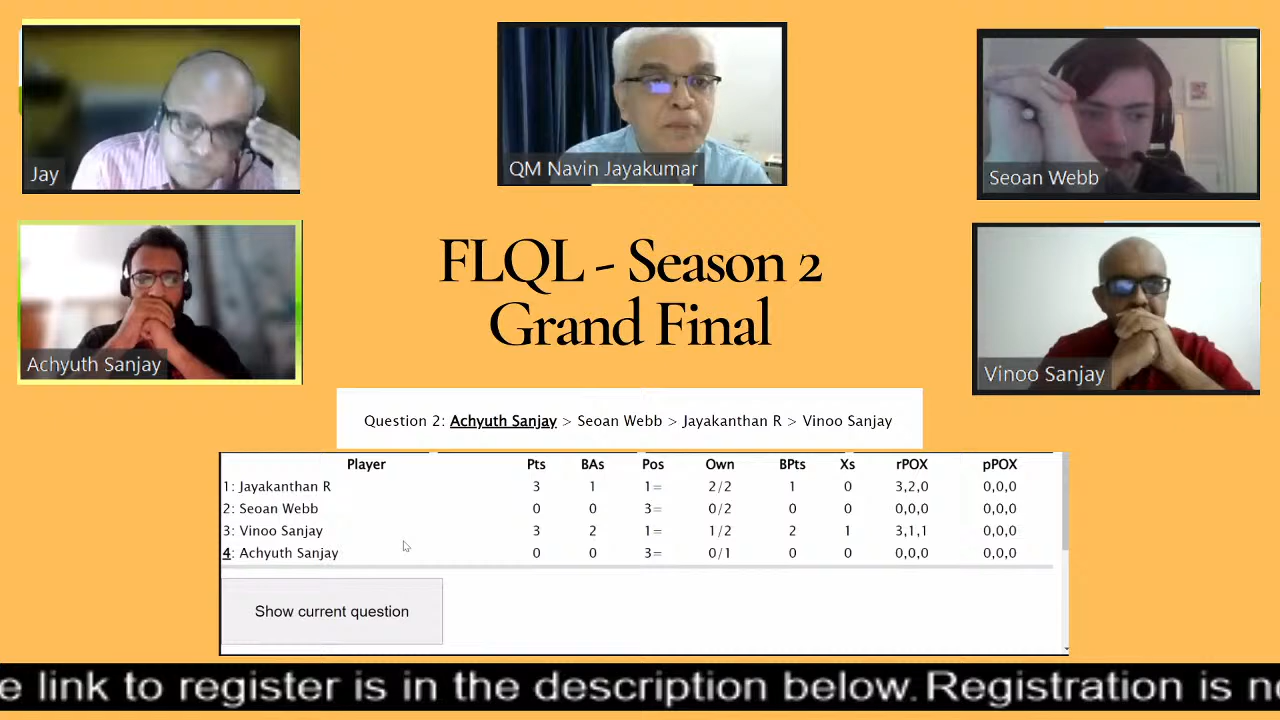 Jay
QM Navin Jayakumar
Seoan Webb
Achyuth Sanjay
FLQL - Season 2
Grand Final
Vinoo Sanjay
Question 2: Achyuth Sanjay > Seoan Webb > Jayakanthan R > Vinoo Sanjay
Player Pts BAs Pos Own BPts Xs rPOX pPOX
1: Jayakanthan R 3 1 1= 2/2 1 0 3,2,0 0,0,0
2: Seoan Webb 0 0 3= 0/2 0 0 0,0,0 0,0,0
3: Vinoo Sanjay 3 2 1= 1/2 2 1 3,1,1 0,0,0
4: Achyuth Sanjay 0 0 3= 0/1 0 0 0,0,0 0,0,0
Show current question
e link to register is in the description below. Registration is n